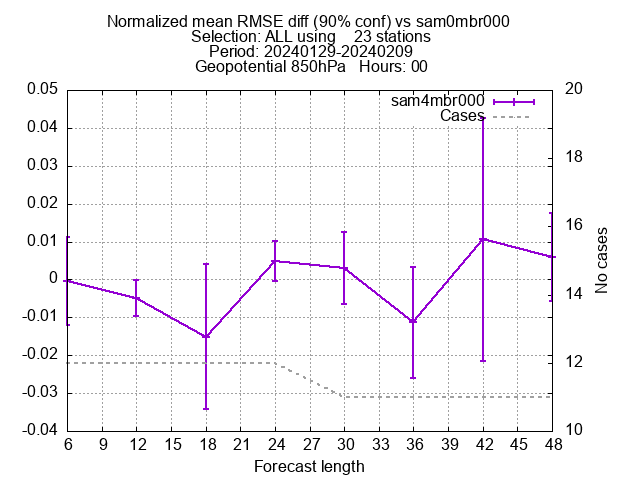 Normalized mean RMSE diff (90% conf) vs sam0mbr000
Selection: ALL using    23 stations
Period: 20240129-20240209
Geopotential 850hPa   Hours: 00
sam4mbr000
Cases
0.05
0.04
0.03
0.02
0.01
0
-0.01
-0.02
-0.03
-0.04
20
18
16
14
12
10
No cases
6 9 12 15 18 21 24 27 30 33 36 39 42 45 48
Forecast length